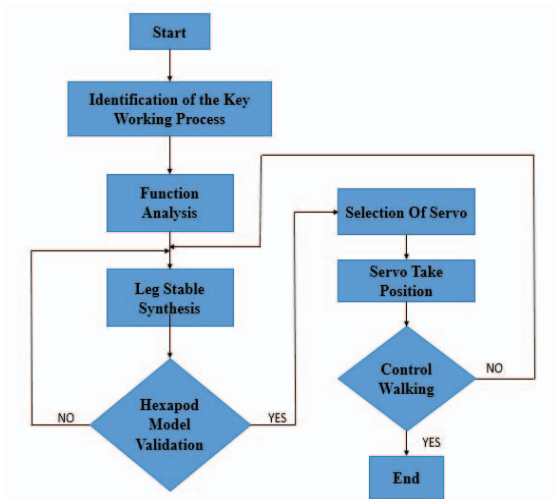 Start
Identification of the Key
Working Process
Function
Analysis
Leg Stable
Synthesis
Hexapod
Model
Validation
NO
YES
Selection Of Servo
Servo Take
Position
Control
Walking
NO
YES
End